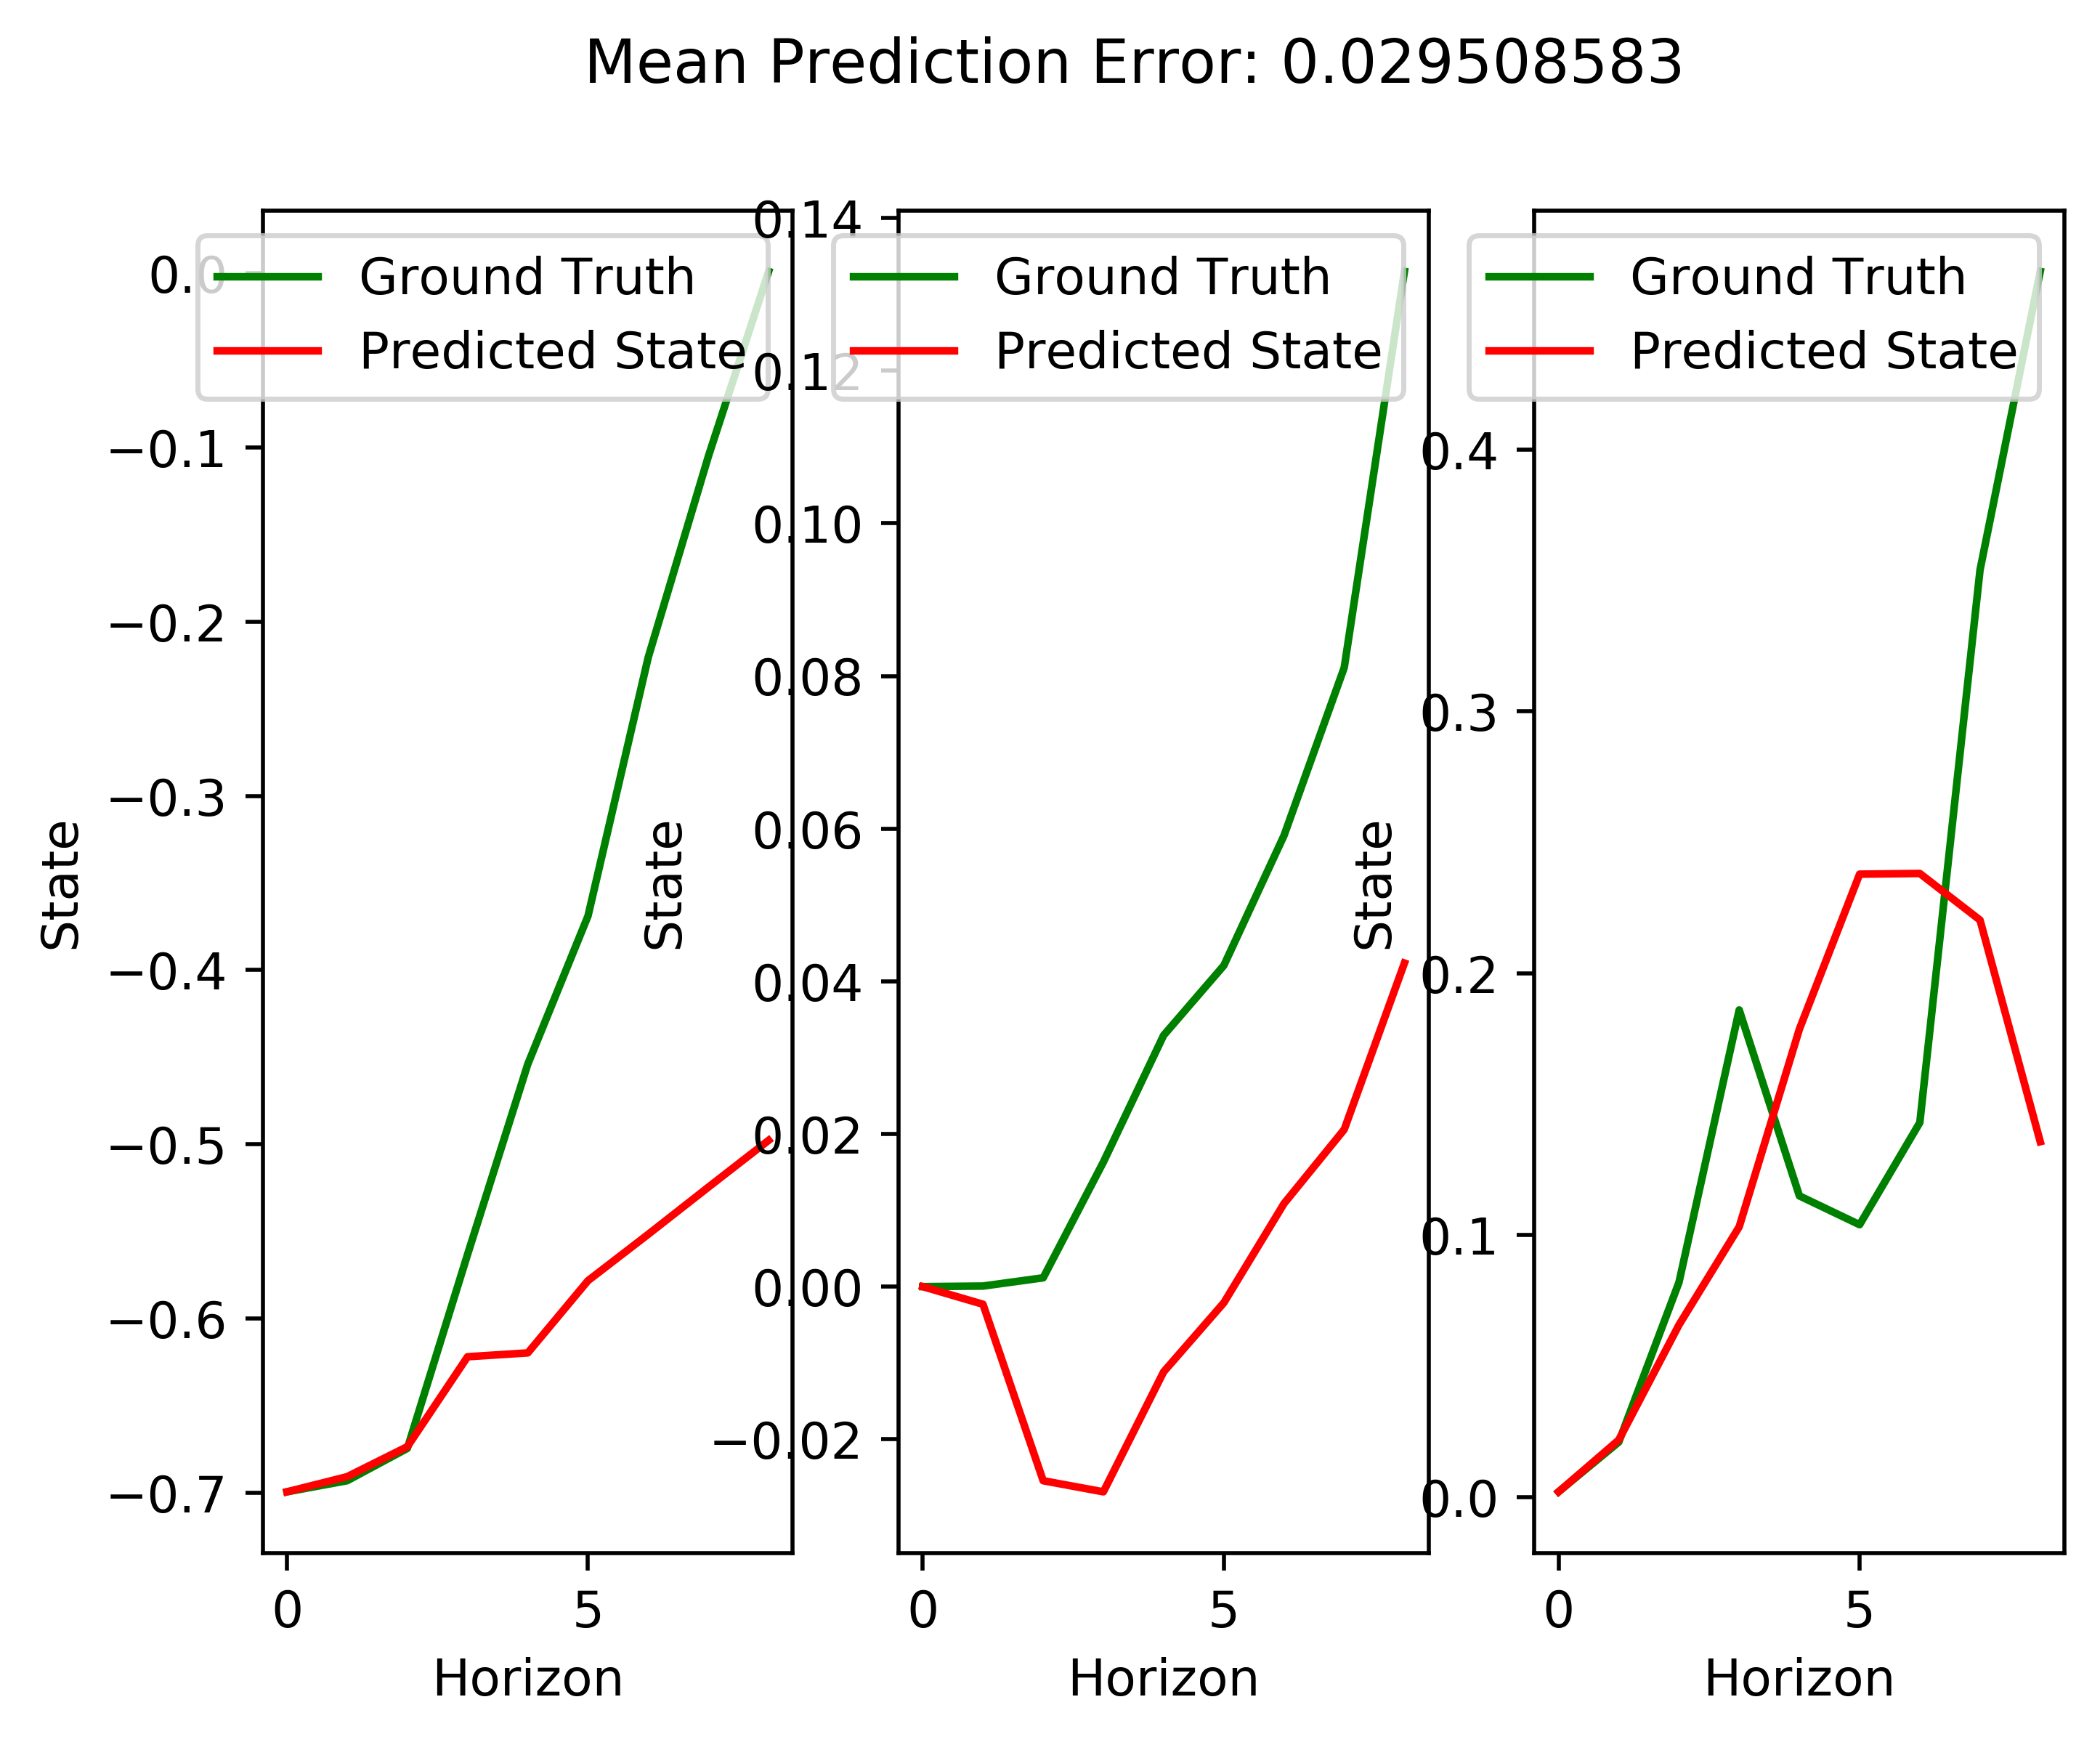 Mean Prediction Error: 0.029508583
Ground Truth
Predicted State
0.0
−0.1
−0.2
−0.3
−0.4
−0.5
−0.6
−0.7
State
0
5
Horizon
Ground Truth
Predicted State
0.14
0.12
0.10
0.08
0.06
0.04
0.02
0.00
−0.02
State
0
5
Horizon
Ground Truth
Predicted State
0.4
0.3
0.2
0.1
0.0
State
0
5
Horizon